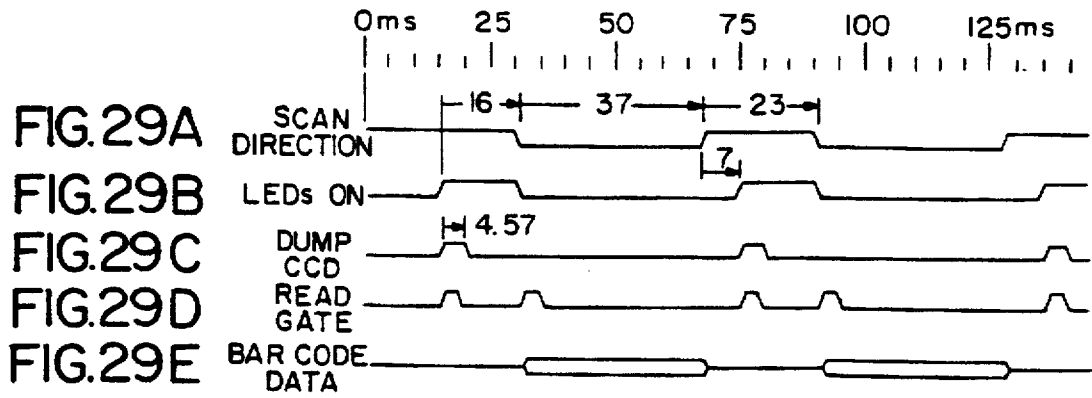 0ms 25 50 75 100 125ms
16 37 23
FIG.29A SCAN DIRECTION
7
FIG.29B LEDs ON
4.57
FIG.29C DUMP CCD
FIG.29D READ GATE
FIG.29E BAR CODE DATA